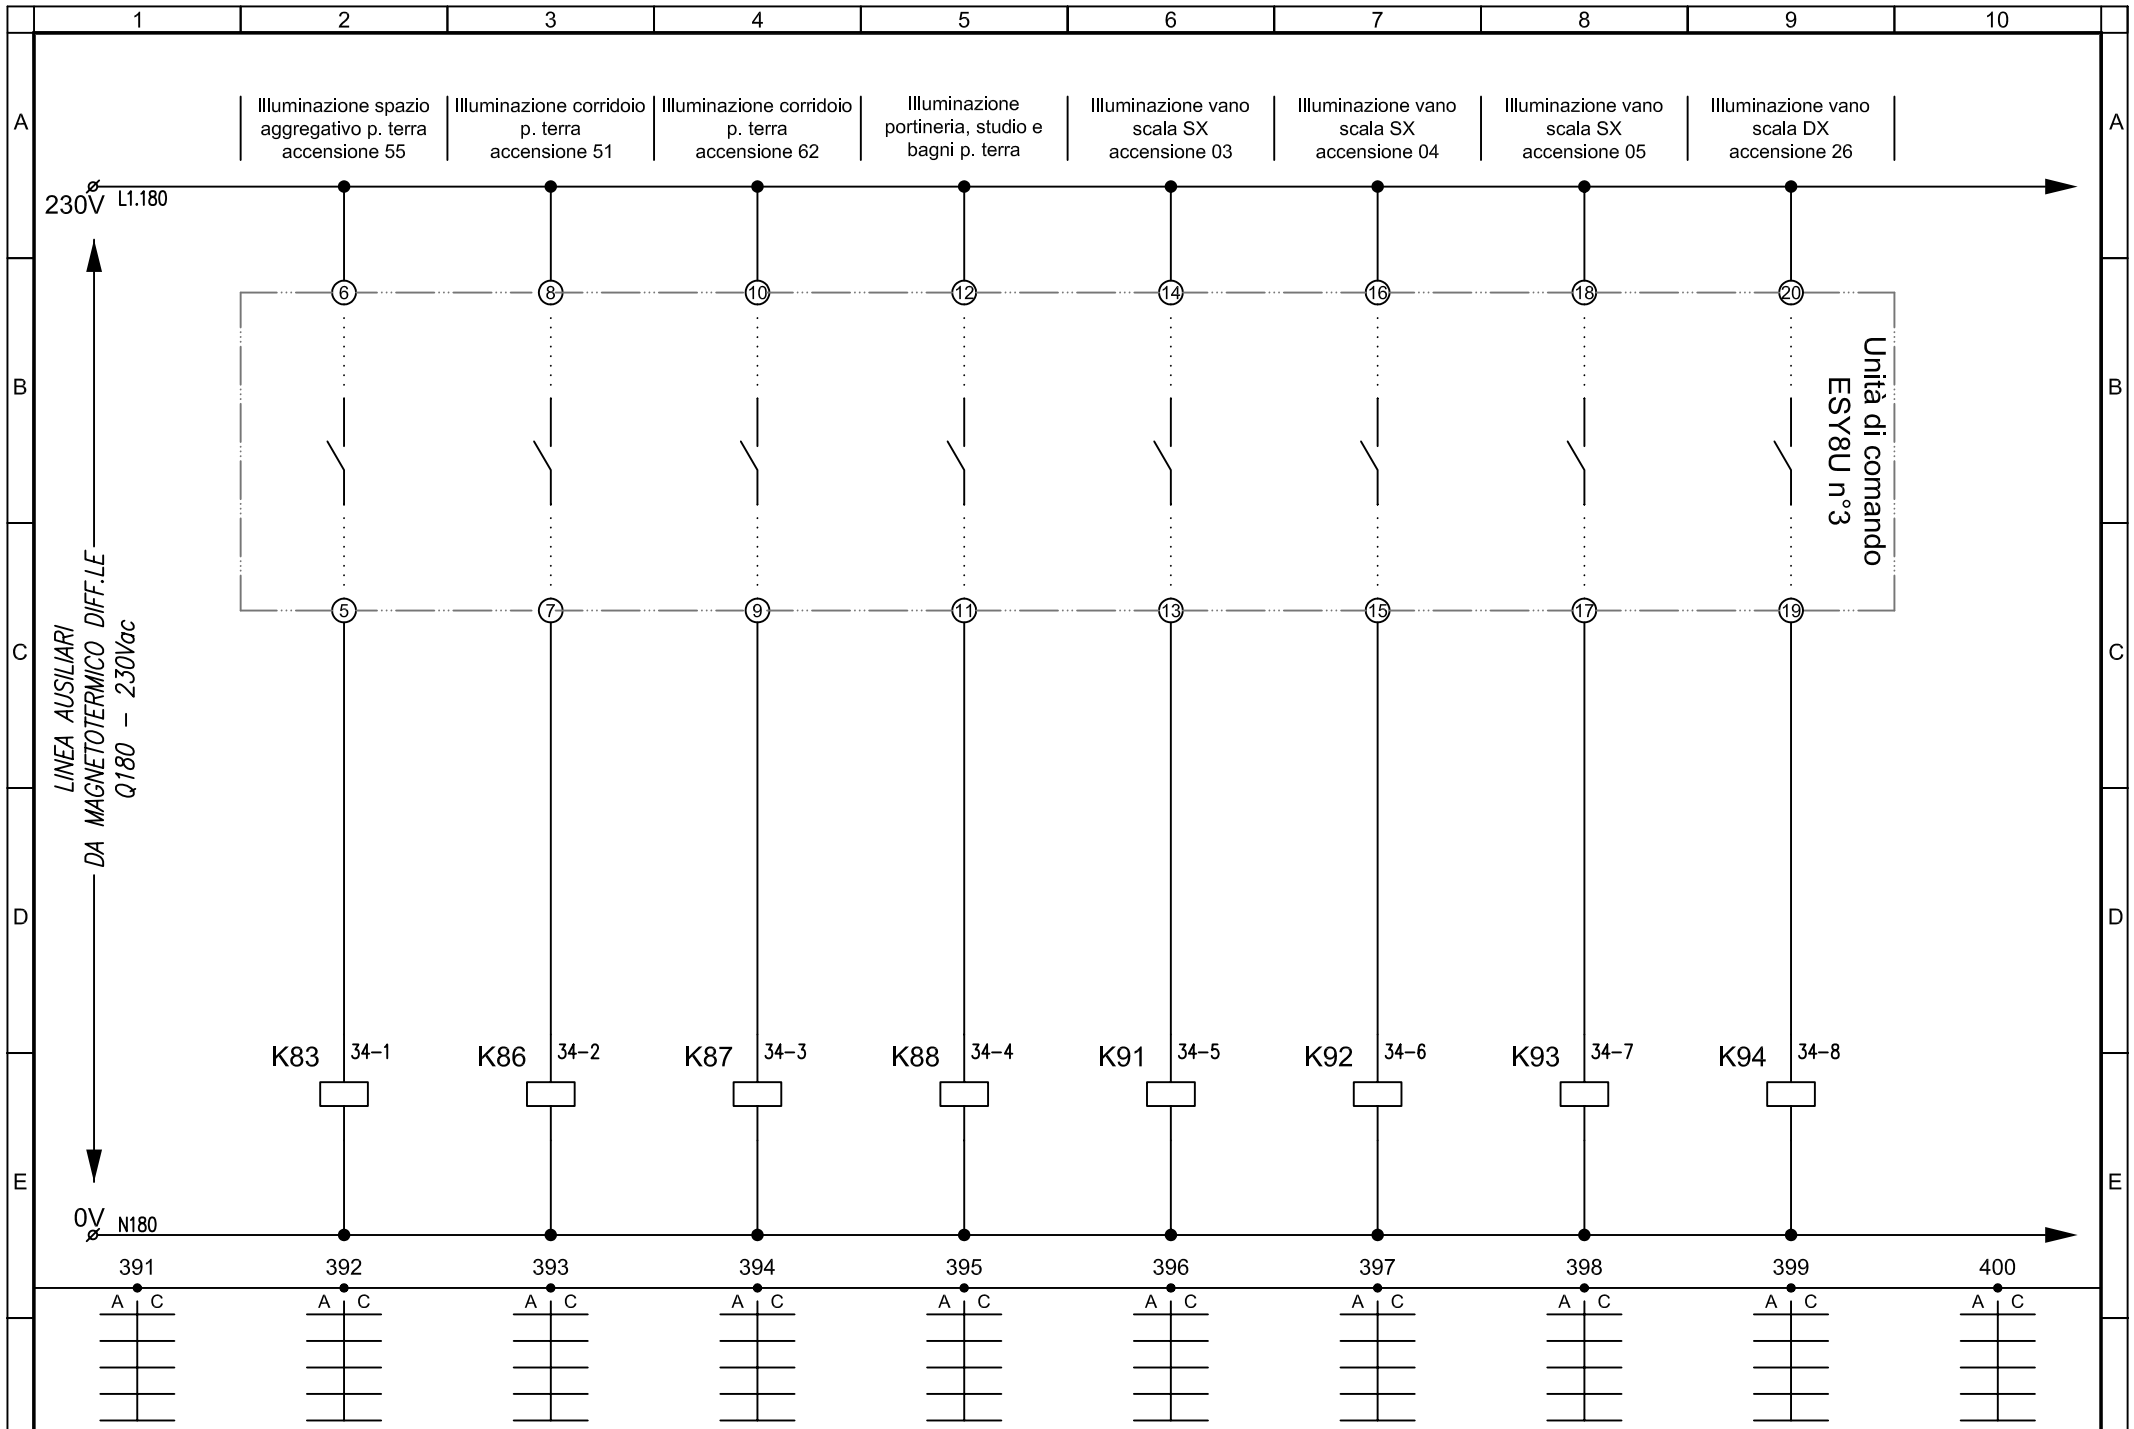 1 2 3 4 5 6 7 8 9 10
A A
Illuminazione spazio
aggregativo p. terra
accensione 55
Illuminazione corridoio
p. terra
accensione 51
Illuminazione corridoio
p. terra
accensione 62
Illuminazione
portineria, studio e
bagni p. terra
Illuminazione vano
scala SX
accensione 03
Illuminazione vano
scala SX
accensione 04
Illuminazione vano
scala SX
accensione 05
Illuminazione vano
scala DX
accensione 26
230V L1.180
6 8 10 12 14 16 18 20
B B
Unità di comando
ESY8U n°3
5 7 9 11 13 15 17 19
C C
LINEA AUSILIARI
DA MAGNETOTERMICO DIFF.LE
Q180 - 230Vac
D D
K83 34-1 K86 34-2 K87 34-3 K88 34-4 K91 34-5 K92 34-6 K93 34-7 K94 34-8
E E
0V N180
391 392 393 394 395 396 397 398 399 400
A C A C A C A C A C A C A C A C A C A C